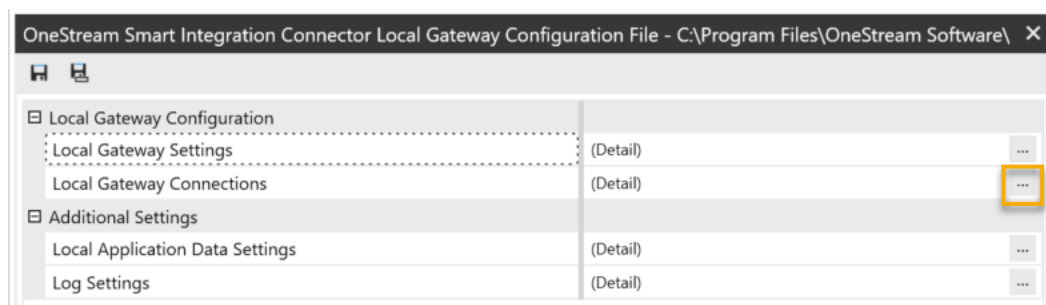 OneStream Smart Integration Connector Local Gateway Configuration File - C:\Program Files\OneStream Software\
Local Gateway Configuration
Local Gateway Settings (Detail) ...
Local Gateway Connections (Detail) ...
Additional Settings
Local Application Data Settings (Detail) ...
Log Settings (Detail) ...